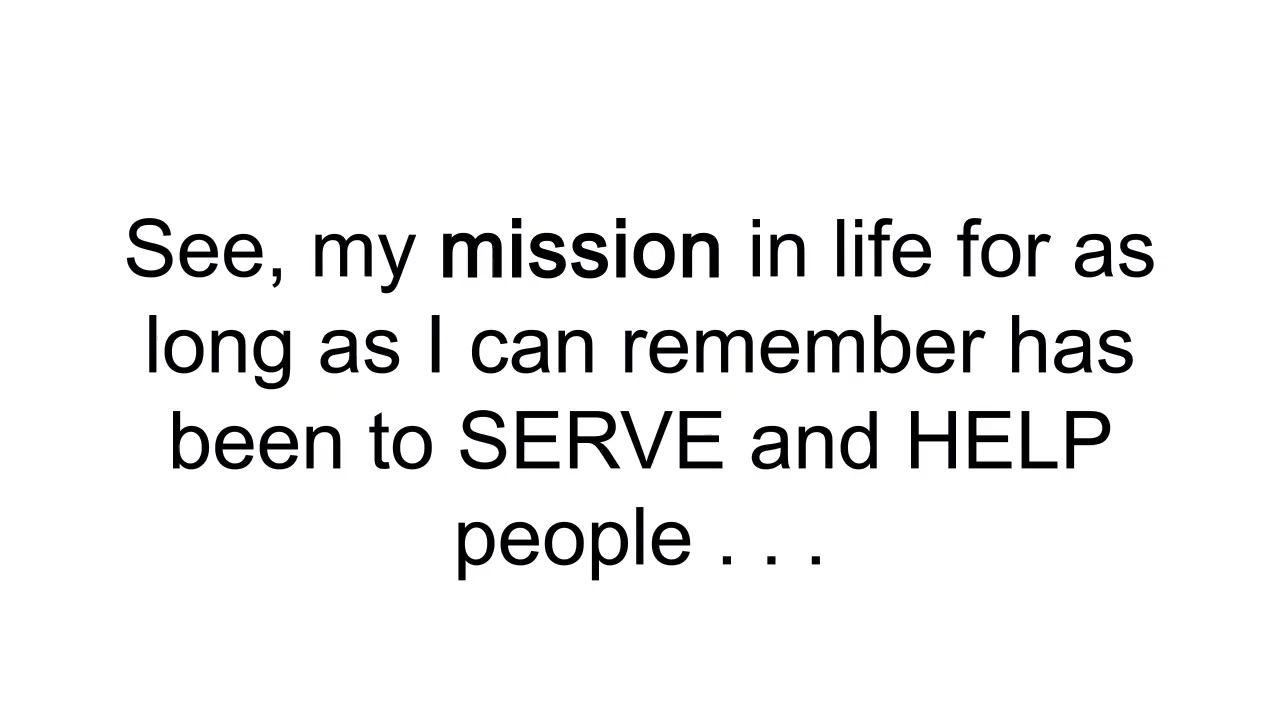 See, my mission in life for as
long as I can remember has
been to SERVE and HELP
people . . .